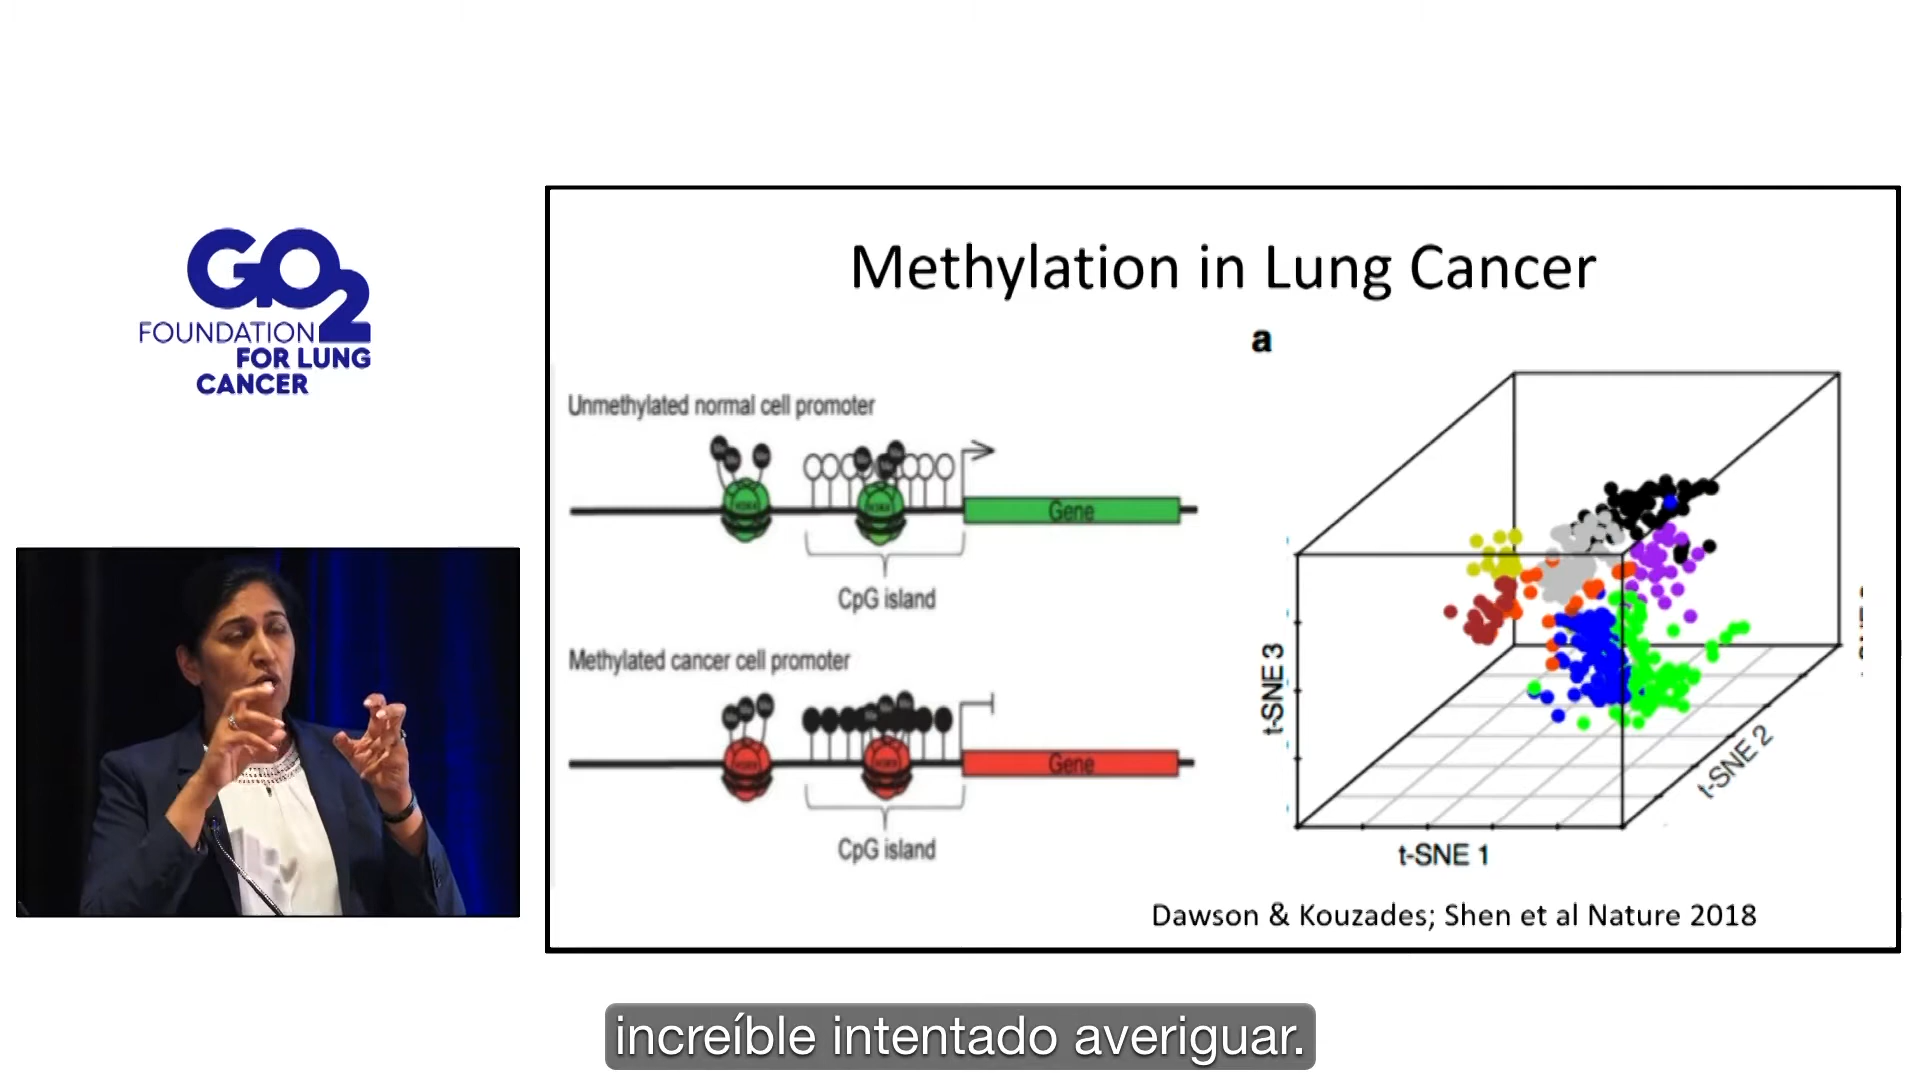 GO2
FOUNDATION
FOR LUNG
CANCER
Methylation in Lung Cancer
a
Unmethylated normal cell promoter
Gene
CpG island
Methylated cancer cell promoter
Gene
CpG island
t-SNE 3
t-SNE 2
t-SNE 1
Dawson & Kouzades; Shen et al Nature 2018
increíble intentado averiguar.